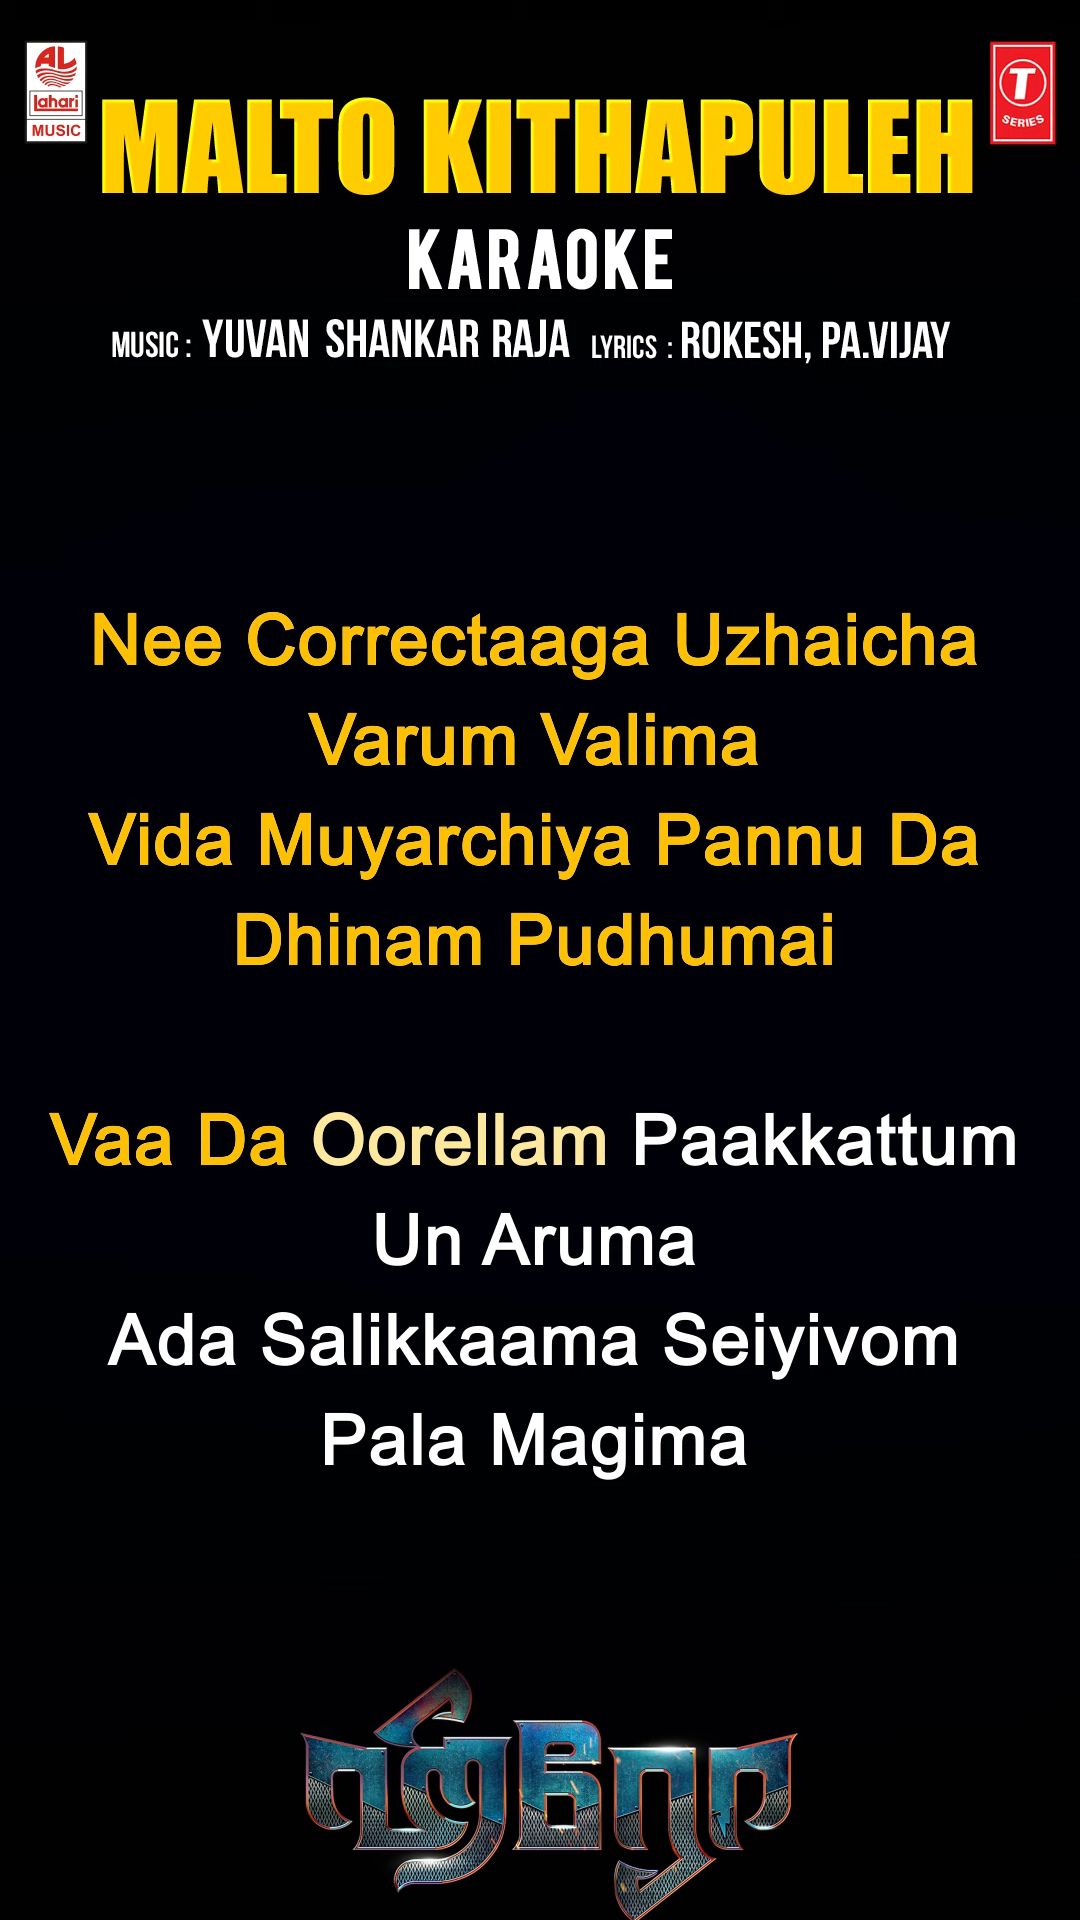 AL
lahari
MUSIC
T
SERIES
MALTO KITHAPULEH
KARAOKE
MUSIC : YUVAN SHANKAR RAJA LYRICS : ROKESH, PA.VIJAY
Nee Correctaaga Uzhaicha
Varum Valima
Vida Muyarchiya Pannu Da
Dhinam Pudhumai
Vaa Da Oorellam Paakkattum
Un Aruma
Ada Salikkaama Seiyivom
Pala Magima